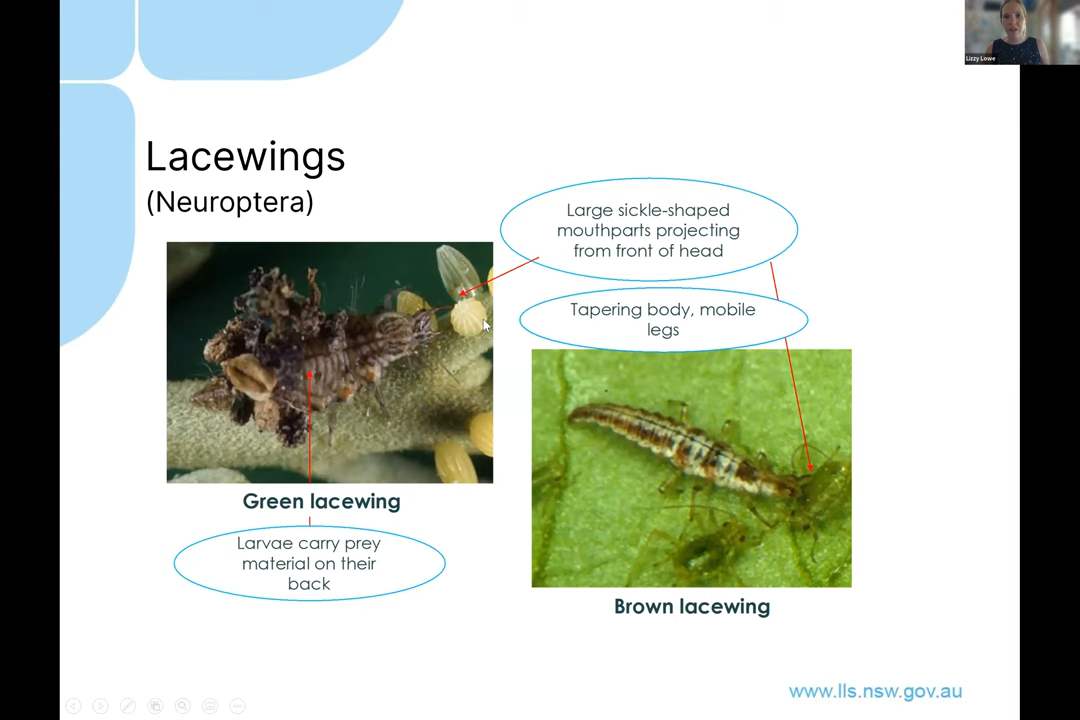 Lizzy Lowe
Lacewings
(Neuroptera)
Large sickle-shaped
mouthparts projecting
from front of head
Tapering body, mobile
legs
Green lacewing
Larvae carry prey
material on their
back
Brown lacewing
www.lls.nsw.gov.au